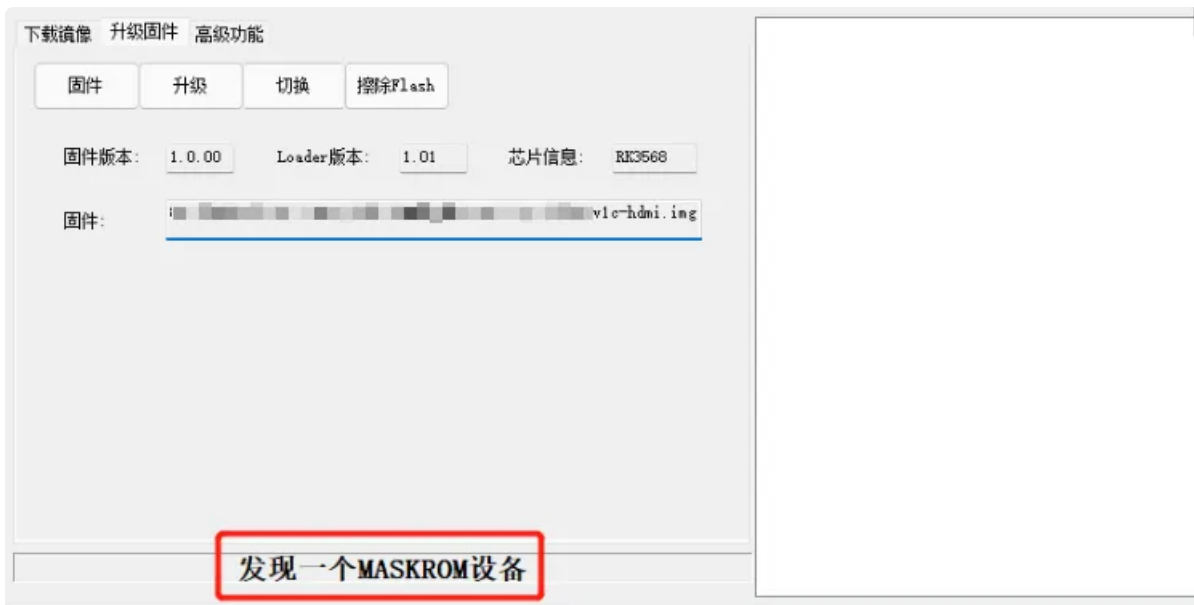 下载镜像 升级固件 高级功能
固件 升级 切换 擦除Flash
固件版本: 1.0.00 Loader版本: 1.01 芯片信息: RK3568
固件: v1c-hdmi.img
发现一个MASKROM设备